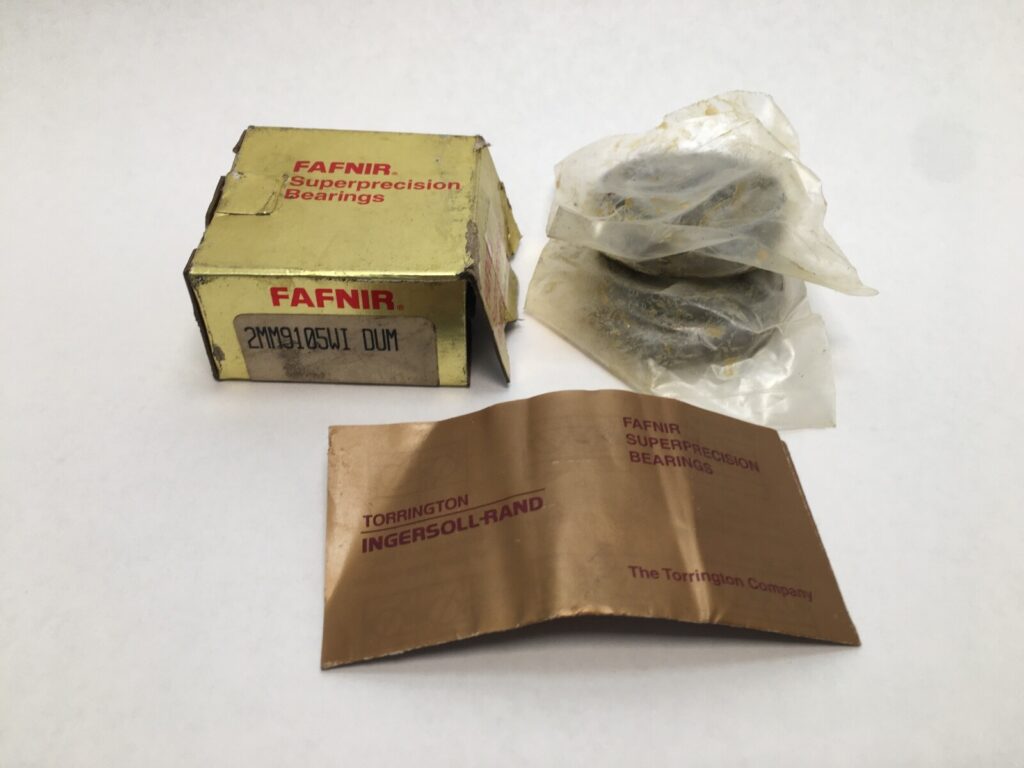 FAFNIR®
Superprecision
Bearings
FAFNIR®
2MM9105WI DUM
FAFNIR
SUPERPRECISION
BEARINGS
TORRINGTON
INGERSOLL-RAND
The Torrington Company